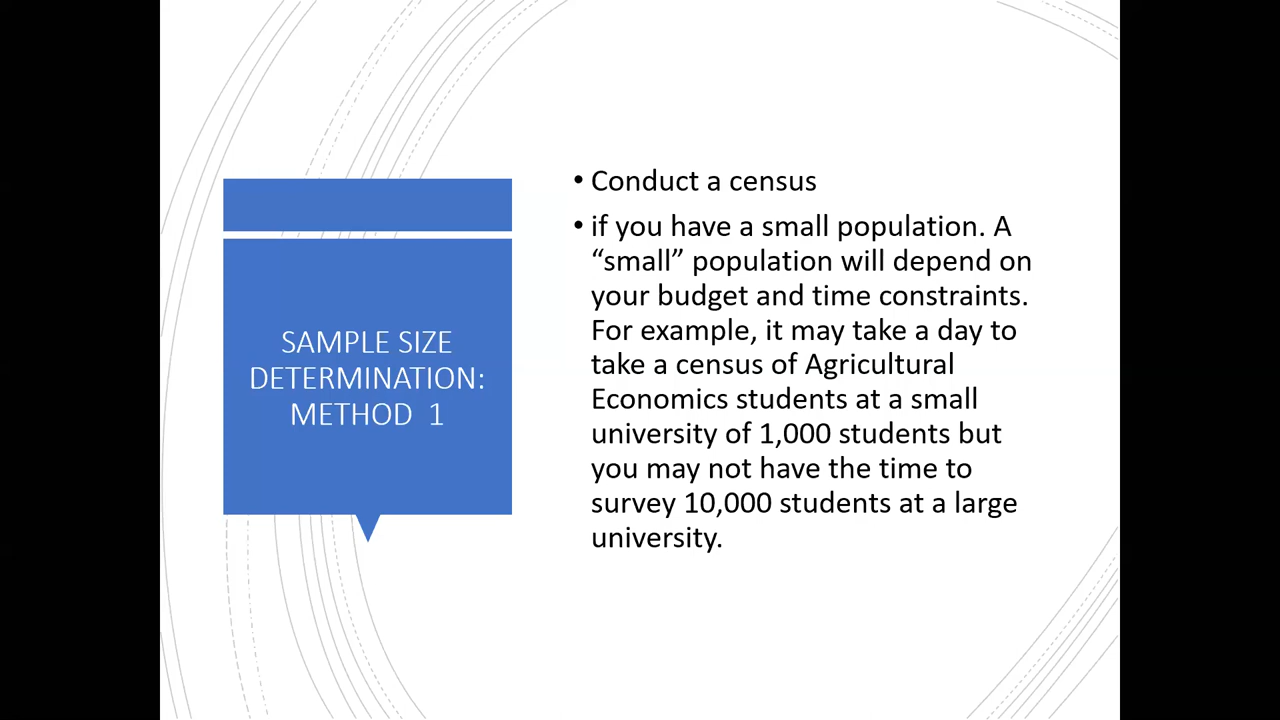 SAMPLE SIZE
DETERMINATION:
METHOD 1
• Conduct a census
• if you have a small population. A
“small” population will depend on
your budget and time constraints.
For example, it may take a day to
take a census of Agricultural
Economics students at a small
university of 1,000 students but
you may not have the time to
survey 10,000 students at a large
university.